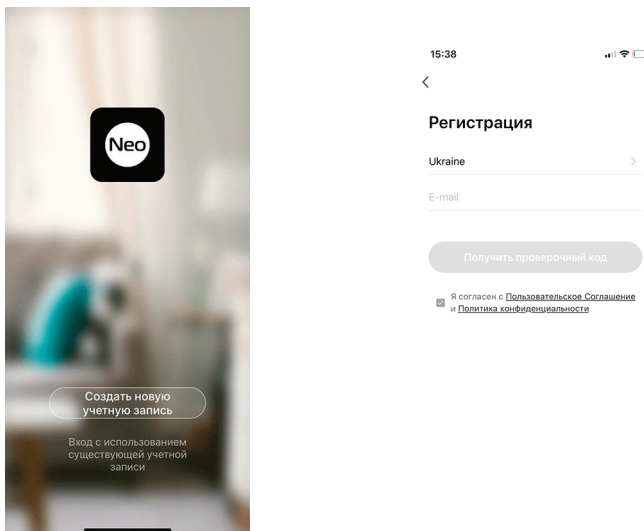 Neo
Создать новую
учетную запись
Вход с использованием
существующей учетной
записи
15:38
Регистрация
Ukraine
E-mail
Получить проверочный код
Я согласен с Пользовательское Соглашение
и Политика конфиденциальности